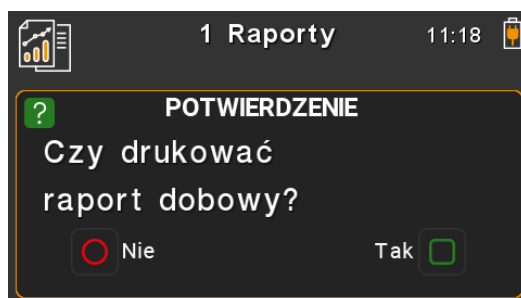 1 Raporty 11:18
? POTWIERDZENIE
Czy drukować
raport dobowy?
Nie Tak